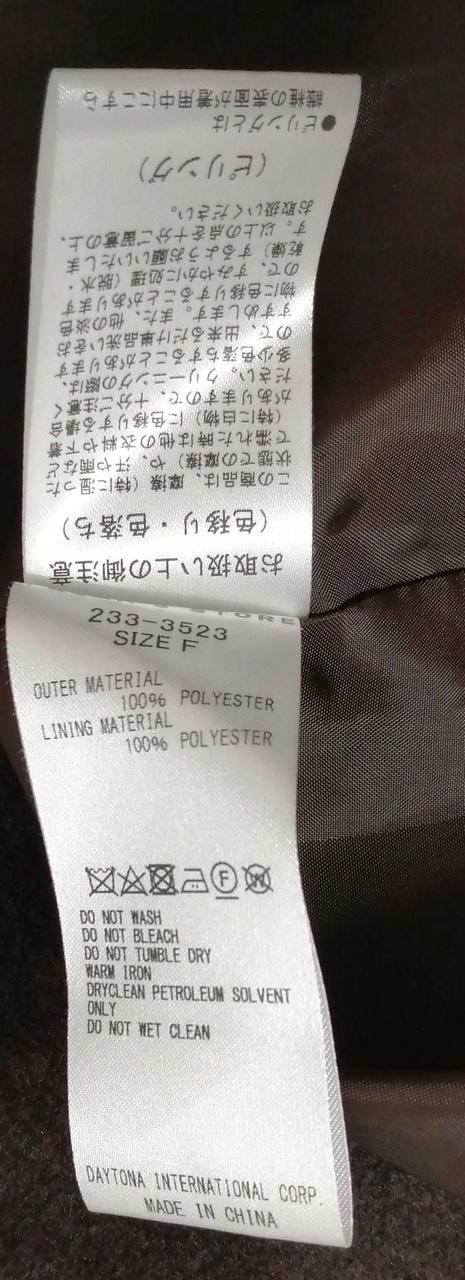 お取扱い上の御注意
（色移り・色落ち）
この商品は、摩擦（特に湿った
状態での摩擦）や、汗や雨など
で濡れた時は他の衣料や下着
（特に白物）に色移りする場合
がありますので、十分ご注意く
ださい。クリーニングの際は、
多少色落ちすることがあります
ので、出来るだけ単品洗いをお
すすめします。また、他の淡色
物に色移りすることがあります
ので、すみやかに処理（脱水・
乾燥）するようお願いいたしま
す。以上の点を十分ご留意の上、
お取扱いください。
（ピリング）
●ピリングとは
繊維の表面が着用中にこすら
STORE
233-3523
SIZE F
OUTER MATERIAL
100% POLYESTER
LINING MATERIAL
100% POLYESTER
F W
DO NOT WASH
DO NOT BLEACH
DO NOT TUMBLE DRY
WARM IRON
DRYCLEAN PETROLEUM SOLVENT
ONLY
DO NOT WET CLEAN
DAYTONA INTERNATIONAL CORP.
MADE IN CHINA